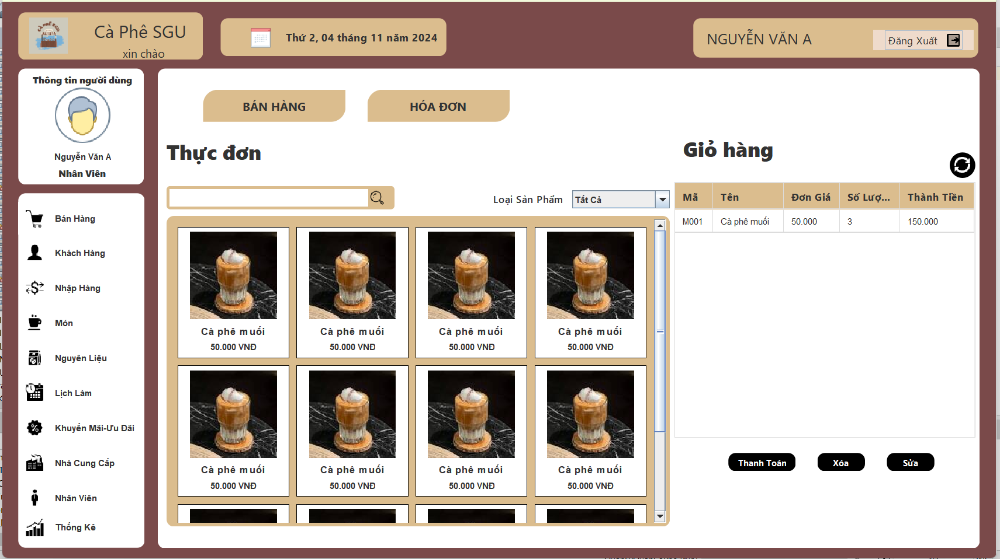 Cà Phê SGU
xin chào
Thứ 2, 04 tháng 11 năm 2024
NGUYỄN VĂN A
Đăng Xuất
Thông tin người dùng
Nguyễn Văn A
Nhân Viên
Bán Hàng
Khách Hàng
Nhập Hàng
Món
Nguyên Liệu
Lịch Làm
Khuyến Mãi-Ưu Đãi
Nhà Cung Cấp
Nhân Viên
Thống Kê
BÁN HÀNG
HÓA ĐƠN
Thực đơn
Loại Sản Phẩm
Tất Cả
Cà phê muối
50.000 VNĐ
Cà phê muối
50.000 VNĐ
Cà phê muối
50.000 VNĐ
Cà phê muối
50.000 VNĐ
Cà phê muối
50.000 VNĐ
Cà phê muối
50.000 VNĐ
Cà phê muối
50.000 VNĐ
Cà phê muối
50.000 VNĐ
Giỏ hàng
Mã Tên Đơn Giá Số Lượ... Thành Tiền
M001 Cà phê muối 50.000 3 150.000
Thanh Toán
Xóa
Sửa